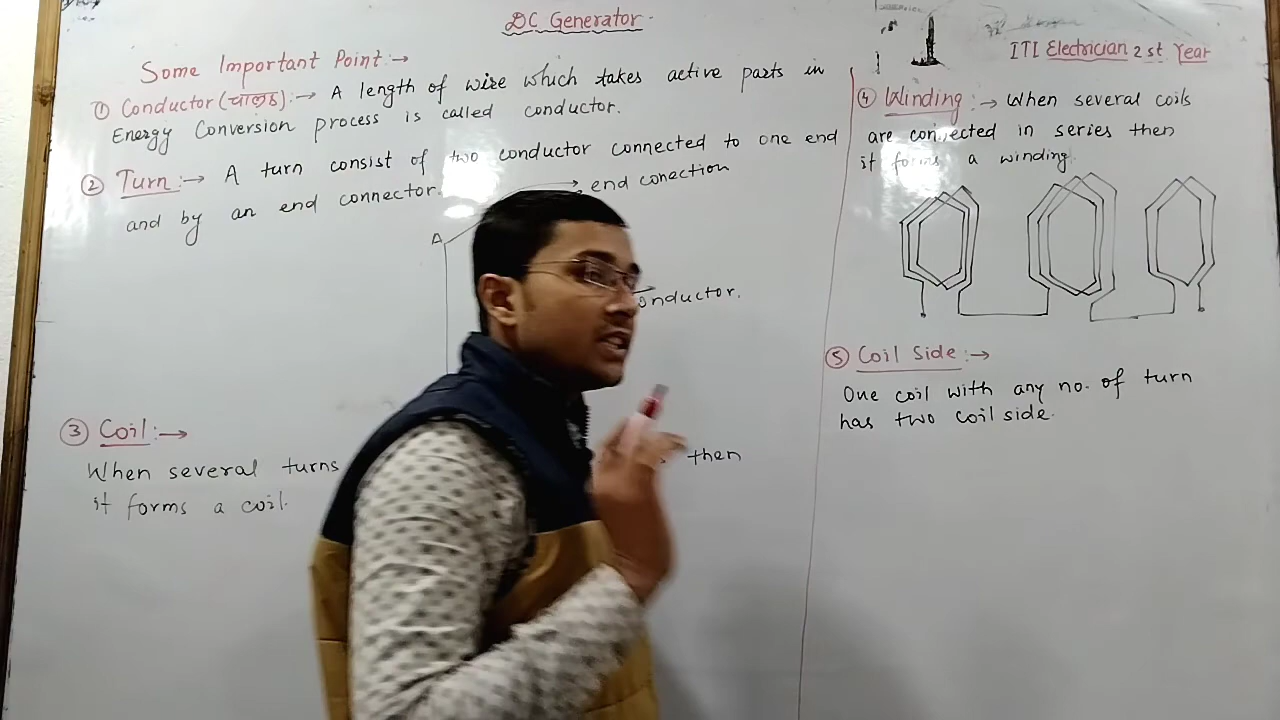 DC Generator
ITI Electrician 2 st Year
Some Important Point :→
① Conductor (चालक) :→ A length of wire which takes active parts in
Energy Conversion process is called conductor.
② Turn :→ A turn consist of two conductor connected to one end
and by an end connector.
end conection
A
onductor.
③ Coil :→
When several turns
then
it forms a coil.
④ Winding :→ When several coils
are connected in series then
it forms a winding.
⑤ Coil Side :→
One coil with any no. of turn
has two coil side.